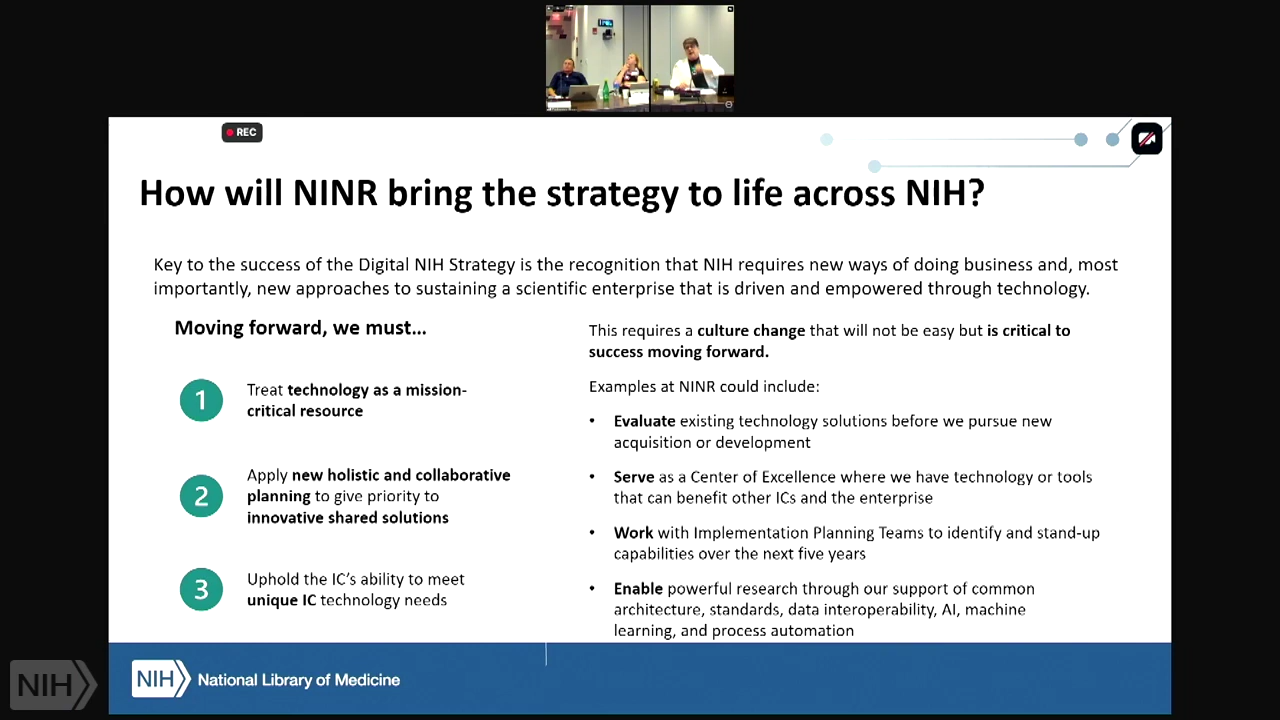 REC
How will NINR bring the strategy to life across NIH?
Key to the success of the Digital NIH Strategy is the recognition that NIH requires new ways of doing business and, most
importantly, new approaches to sustaining a scientific enterprise that is driven and empowered through technology.
Moving forward, we must...
1
Treat technology as a mission-
critical resource
2
Apply new holistic and collaborative
planning to give priority to
innovative shared solutions
3
Uphold the IC's ability to meet
unique IC technology needs
This requires a culture change that will not be easy but is critical to
success moving forward.
Examples at NINR could include:
• Evaluate existing technology solutions before we pursue new
acquisition or development
• Serve as a Center of Excellence where we have technology or tools
that can benefit other ICs and the enterprise
• Work with Implementation Planning Teams to identify and stand-up
capabilities over the next five years
• Enable powerful research through our support of common
architecture, standards, data interoperability, AI, machine
learning, and process automation
NIH National Library of Medicine
NIH